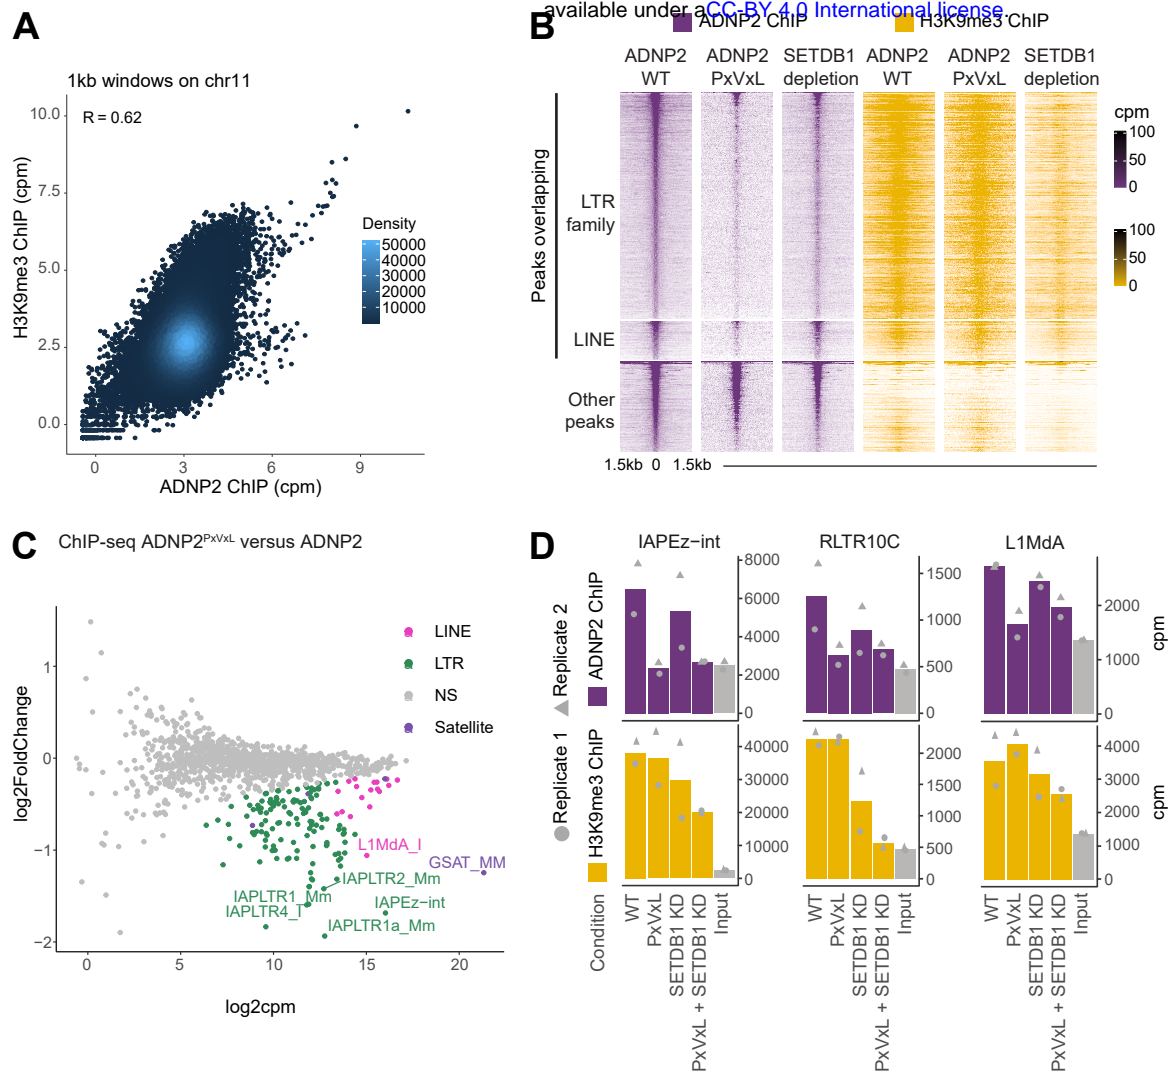 available under aCC-BY 4.0 International license.
A
1kb windows on chr11
R = 0.62
10.0
7.5
5.0
2.5
0.0
H3K9me3 ChIP (cpm)
0 3 6 9
ADNP2 ChIP (cpm)
Density
50000
40000
30000
20000
10000
B
ADNP2 ChIP H3K9me3 ChIP
ADNP2 ADNP2 SETDB1 ADNP2 ADNP2 SETDB1
WT PxVxL depletion WT PxVxL depletion
Peaks overlapping
LTR
family
LINE
Other
peaks
1.5kb 0 1.5kb
cpm
100
50
0
100
50
0
C
ChIP-seq ADNP2PxVxL versus ADNP2
LINE
LTR
NS
Satellite
log2FoldChange
1
0
−1
−2
L1MdA_I
GSAT_MM
IAPLTR2_Mm
IAPLTR1_Mm
IAPEz−int
IAPLTR4_I
IAPLTR1a_Mm
0 5 10 15 20
log2cpm
D
IAPEz−int RLTR10C L1MdA
Replicate 1 Replicate 2
H3K9me3 ChIP ADNP2 ChIP
8000
6000
4000
2000
0
1500
1000
500
0
2000
1000
0
cpm
40000
30000
20000
10000
0
2000
1500
1000
500
0
4000
3000
2000
1000
0
cpm
Condition
WT
PxVxL
SETDB1 KD
PxVxL + SETDB1 KD
Input
WT
PxVxL
SETDB1 KD
PxVxL + SETDB1 KD
Input
WT
PxVxL
SETDB1 KD
PxVxL + SETDB1 KD
Input